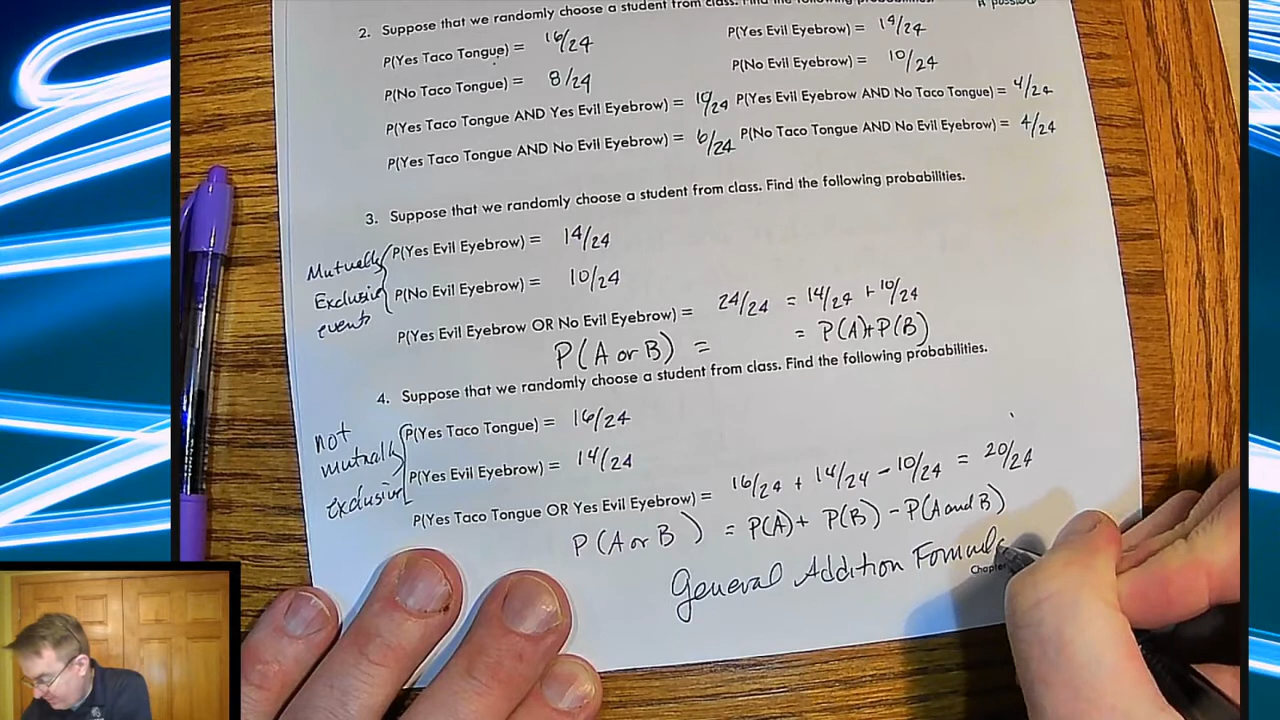 2. Suppose that we randomly choose a student from class. Find the following probabilities.
P(Yes Taco Tongue) = 16/24 P(Yes Evil Eyebrow) = 14/24
P(No Taco Tongue) = 8/24 P(No Evil Eyebrow) = 10/24
P(Yes Taco Tongue AND Yes Evil Eyebrow) = 10/24 P(Yes Evil Eyebrow AND No Taco Tongue) = 4/24
P(Yes Taco Tongue AND No Evil Eyebrow) = 6/24 P(No Taco Tongue AND No Evil Eyebrow) = 4/24
3. Suppose that we randomly choose a student from class. Find the following probabilities.
Mutually Exclusive events
P(Yes Evil Eyebrow) = 14/24
P(No Evil Eyebrow) = 10/24
P(Yes Evil Eyebrow OR No Evil Eyebrow) = 24/24 = 14/24 + 10/24
P(A or B) = = P(A)+P(B)
4. Suppose that we randomly choose a student from class. Find the following probabilities.
not mutually exclusive
P(Yes Taco Tongue) = 16/24
P(Yes Evil Eyebrow) = 14/24
P(Yes Taco Tongue OR Yes Evil Eyebrow) = 16/24 + 14/24 - 10/24 = 20/24
P(A or B) = P(A) + P(B) - P(A and B)
General Addition Formula
Chapter